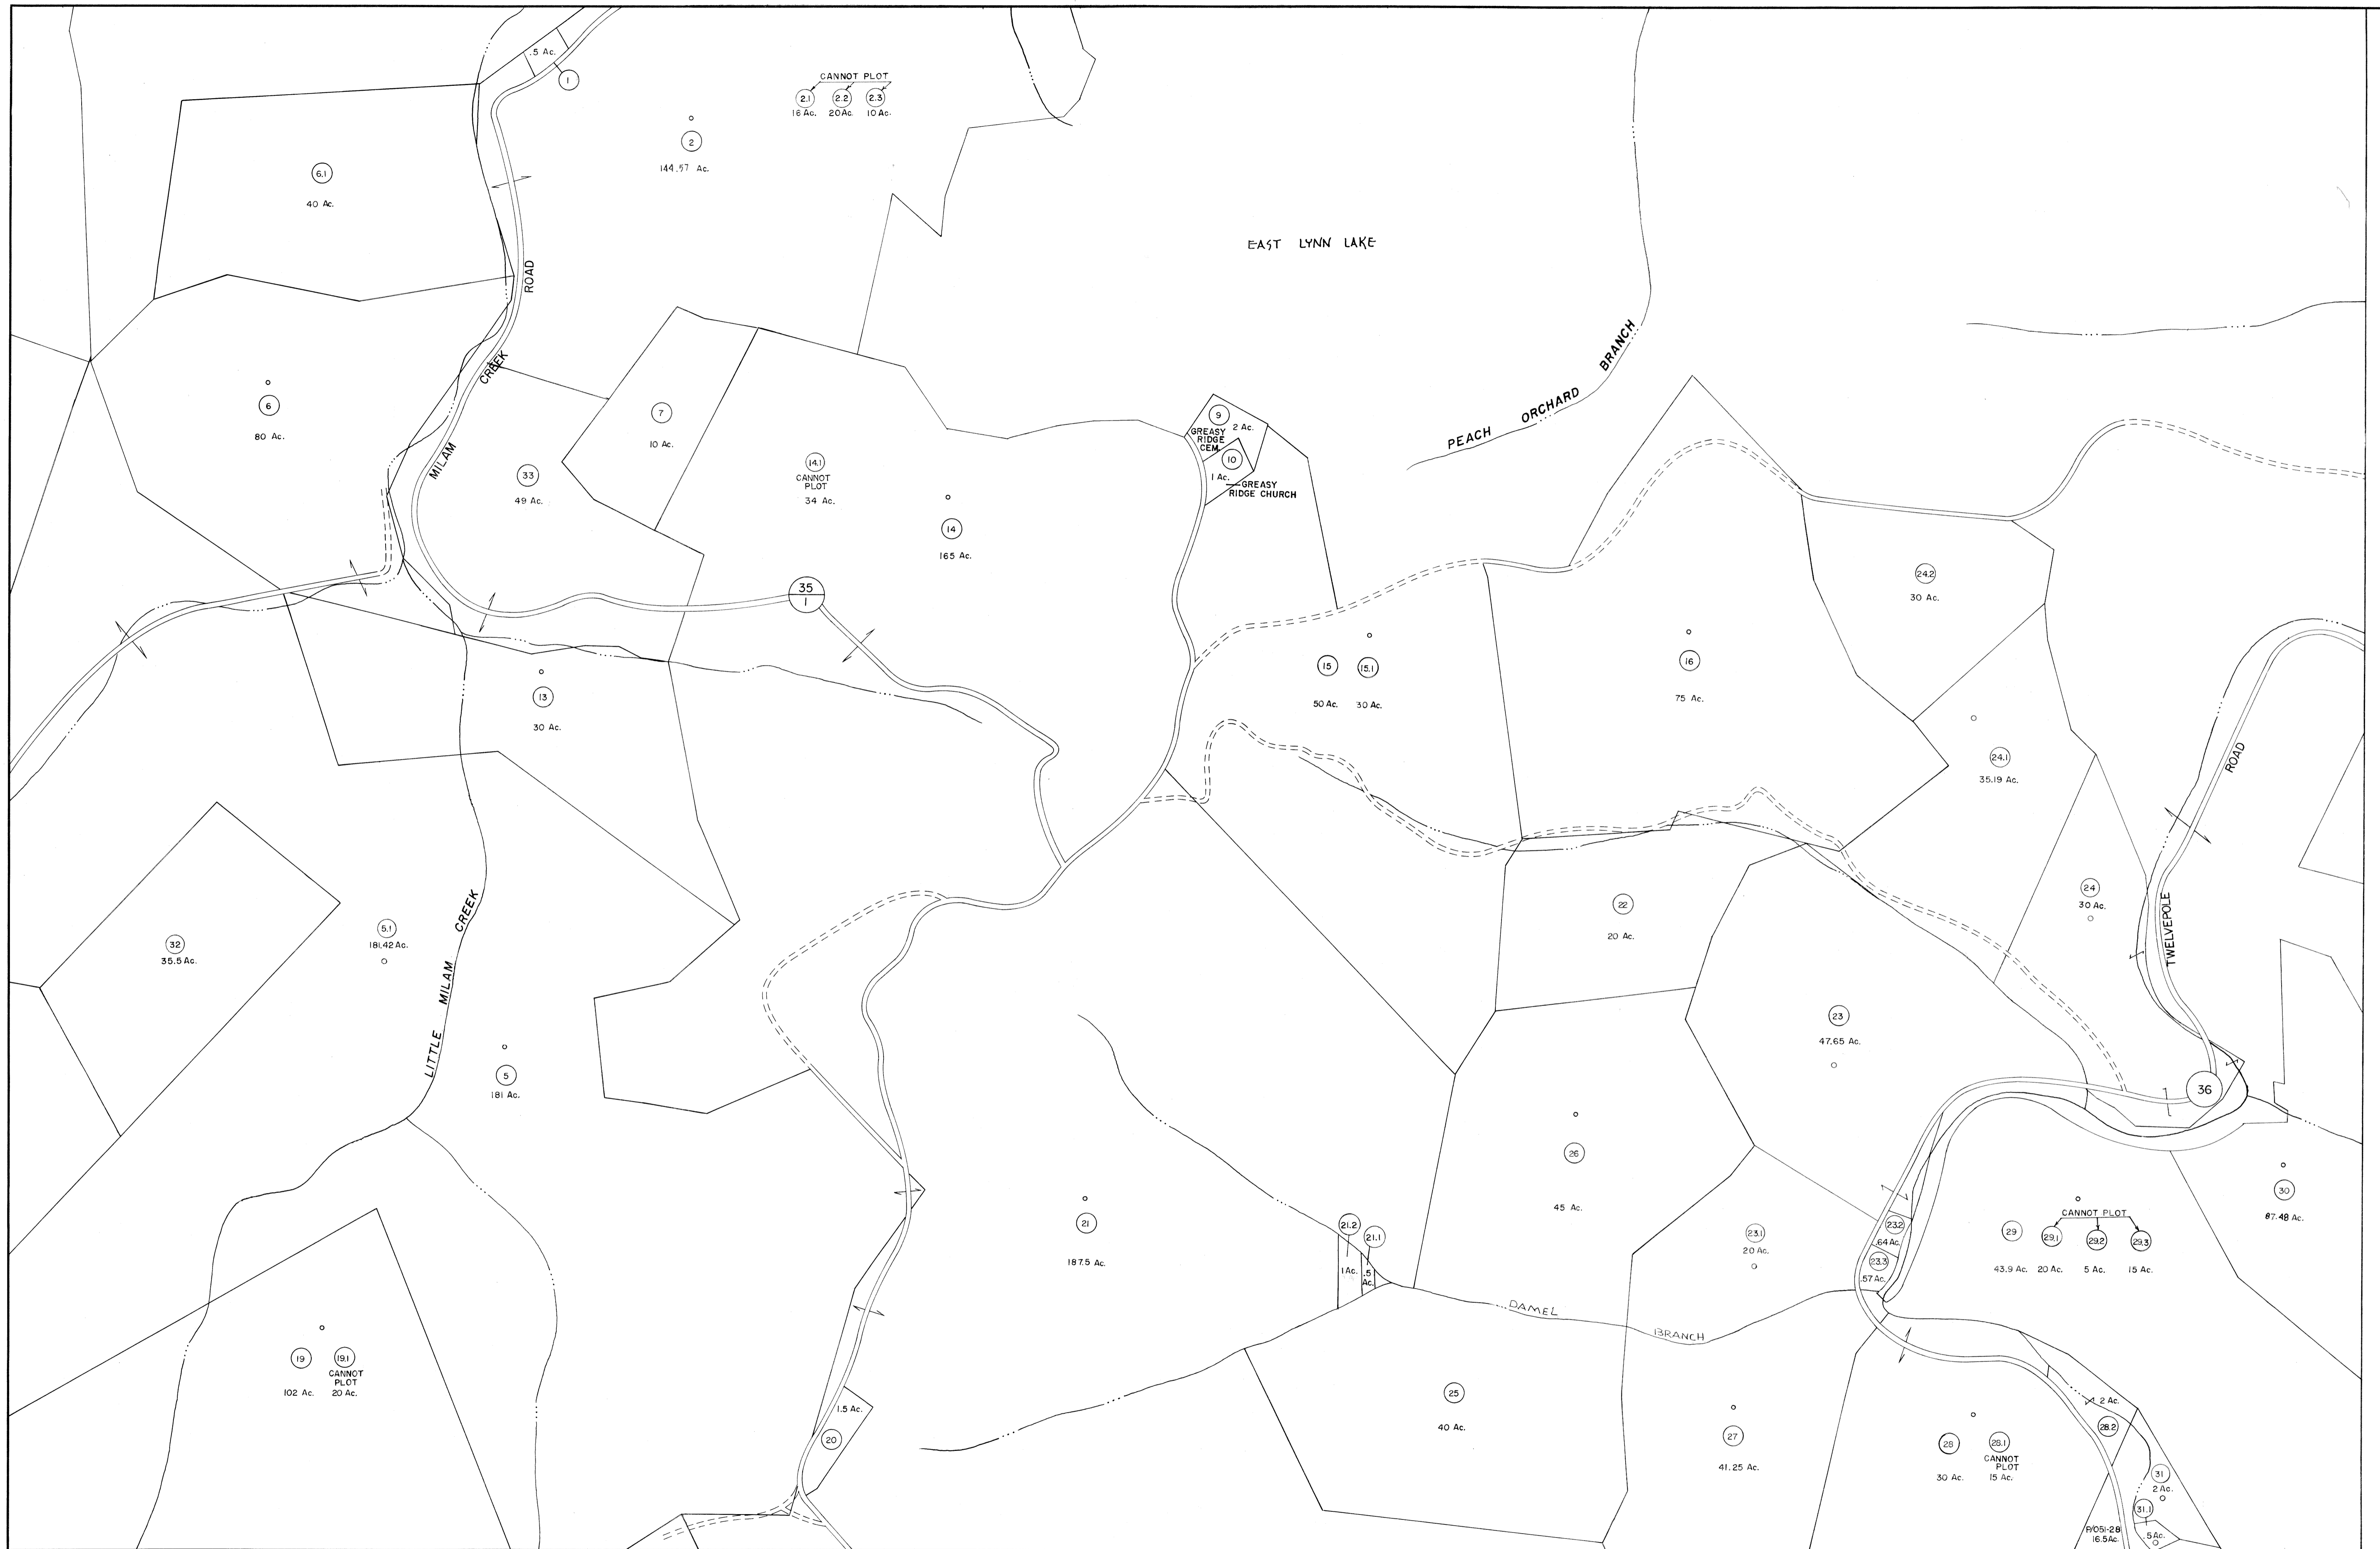 .5 Ac.
1
CANNOT PLOT
2.1 2.2 2.3
16 Ac. 20 Ac. 10 Ac.
2
144.57 Ac.
6.1
40 Ac.
EAST LYNN LAKE
ROAD
CREEK
MILAM
6
80 Ac.
7
10 Ac.
33
49 Ac.
14.1
CANNOT
PLOT
34 Ac.
14
165 Ac.
9
2 Ac.
GREASY
RIDGE
CEM.
10
1 Ac.
GREASY
RIDGE CHURCH
PEACH ORCHARD BRANCH
35
1
24.2
30 Ac.
13
30 Ac.
15 15.1
50 Ac. 30 Ac.
16
75 Ac.
24.1
35.19 Ac.
ROAD
TWELVEPOLE
24
30 Ac.
32
35.5 Ac.
5.1
181.42 Ac.
LITTLE MILAM CREEK
5
181 Ac.
22
20 Ac.
23
47.65 Ac.
36
26
45 Ac.
21
187.5 Ac.
21.2
21.1
1 Ac.
.5
Ac.
23.1
20 Ac.
23.2
.64 Ac.
23.3
.57 Ac.
CANNOT PLOT
29 29.1 29.2 29.3
43.9 Ac. 20 Ac. 5 Ac. 15 Ac.
30
87.48 Ac.
DAMEL BRANCH
19 19.1
CANNOT
PLOT
102 Ac. 20 Ac.
1.5 Ac.
20
25
40 Ac.
27
41.25 Ac.
28 28.1
CANNOT
PLOT
30 Ac. 15 Ac.
2 Ac.
28.2
31
2 Ac.
31.1
P/O51-28
16.5 Ac.
.5 Ac.